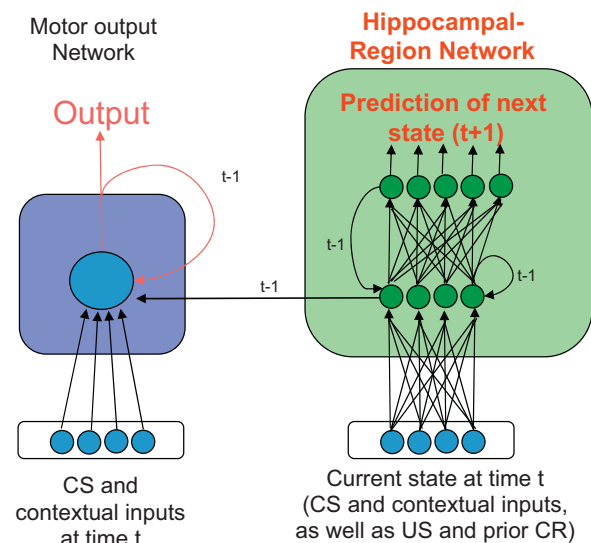 Motor output
Network
Hippocampal-
Region Network
Output
Prediction of next
state (t+1)
t-1
t-1
t-1
t-1
CS and
contextual inputs
at time t
Current state at time t
(CS and contextual inputs,
as well as US and prior CR)